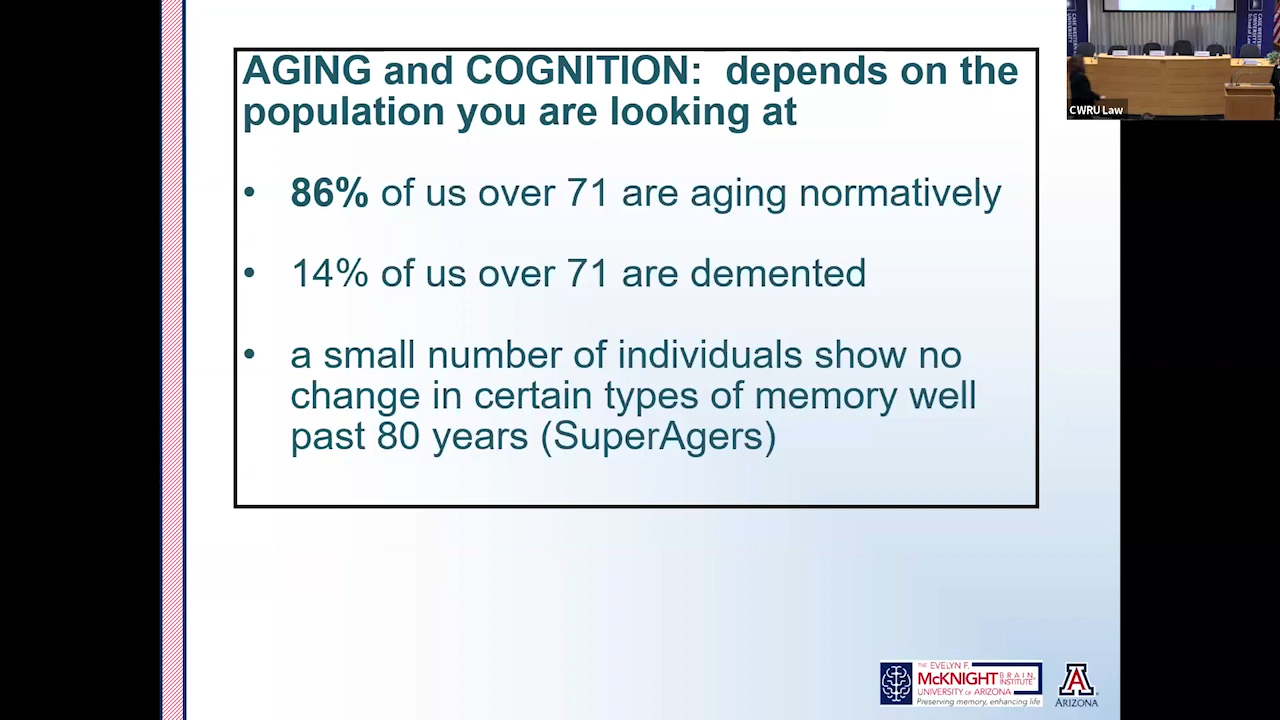 AGING and COGNITION: depends on the
population you are looking at
• 86% of us over 71 are aging normatively
• 14% of us over 71 are demented
• a small number of individuals show no
change in certain types of memory well
past 80 years (SuperAgers)
CWRU Law
THE EVELYN F.
McKNIGHT BRAIN INSTITUTE
UNIVERSITY of ARIZONA
Preserving memory, enhancing life
A
ARIZONA